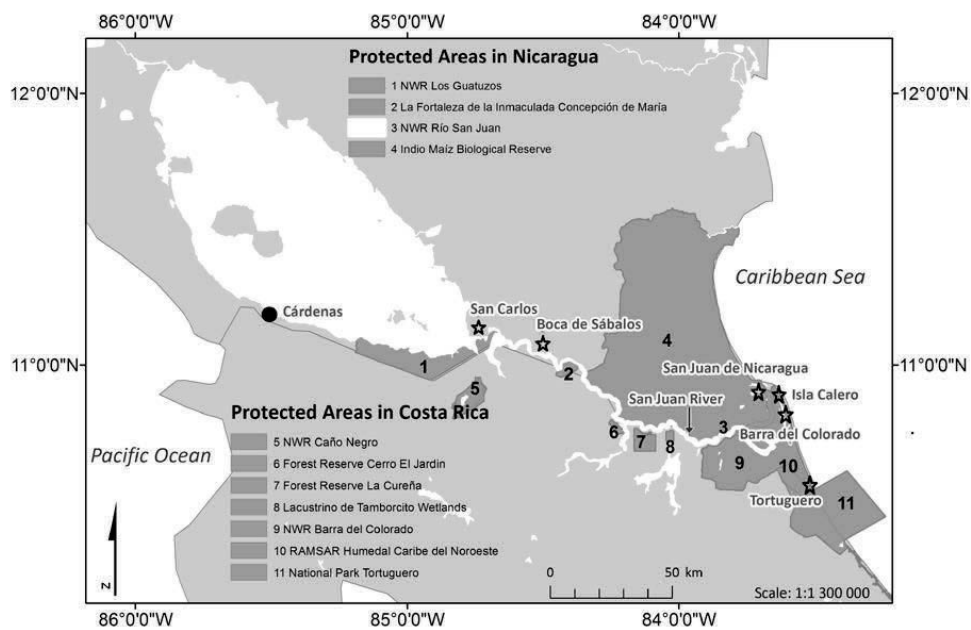 86°0'0"W
85°0'0"W
84°0'0"W
12°0'0"N
12°0'0"N
Protected Areas in Nicaragua
1 NWR Los Guatuzos
2 La Fortaleza de la Inmaculada Concepción de María
3 NWR Río San Juan
4 Indio Maíz Biological Reserve
Caribbean Sea
Cárdenas
San Carlos
Boca de Sábalos
4
11°0'0"N
11°0'0"N
1
2
San Juan de Nicaragua
5
San Juan River
Isla Calero
3
6
7
8
Barra del Colorado
9
10
11
Tortuguero
Pacific Ocean
Protected Areas in Costa Rica
5 NWR Caño Negro
6 Forest Reserve Cerro El Jardin
7 Forest Reserve La Cureña
8 Lacustrino de Tamborcito Wetlands
9 NWR Barra del Colorado
10 RAMSAR Humedal Caribe del Noroeste
11 National Park Tortuguero
z
0 50 km
Scale: 1:1 300 000
86°0'0"W
85°0'0"W
84°0'0"W